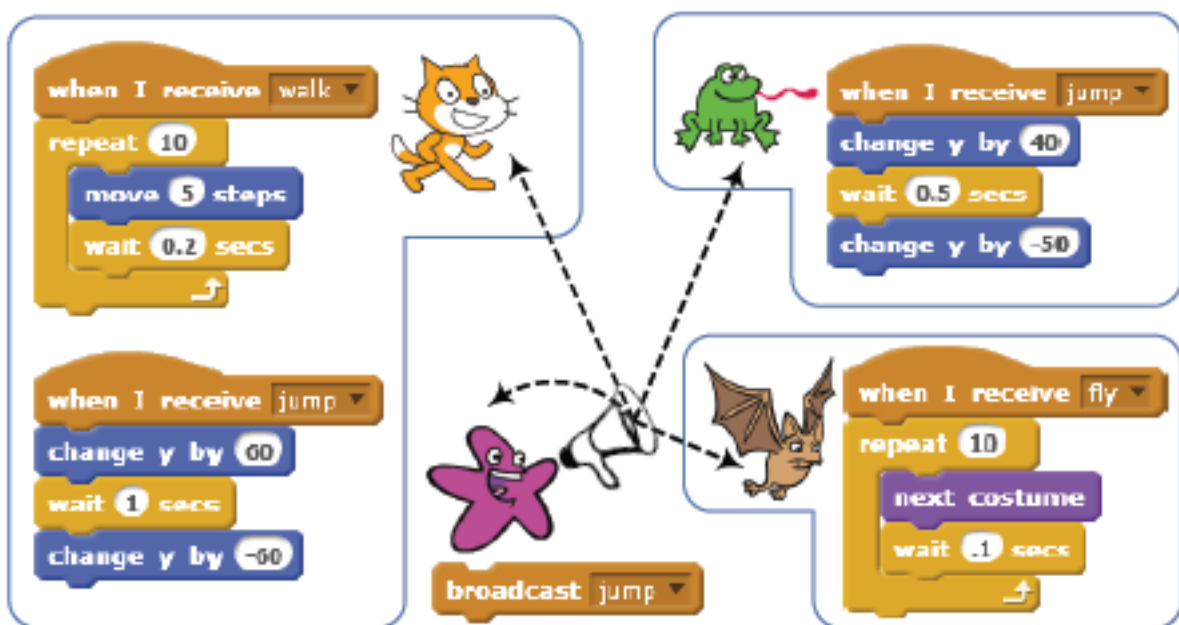 when I receive walk
repeat 10
move 5 steps
wait 0.2 secs
when I receive jump
change y by 60
wait 1 secs
change y by -60
broadcast jump
when I receive jump
change y by 40
wait 0.5 secs
change y by -50
when I receive fly
repeat 10
next costume
wait .1 secs